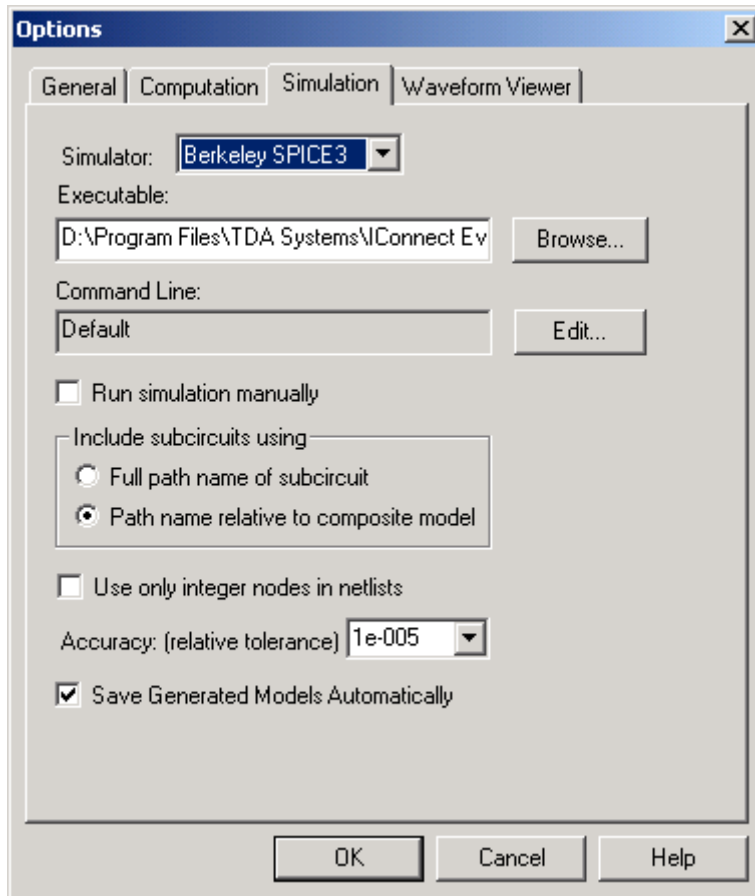 Options
General Computation Simulation Waveform Viewer
Simulator: Berkeley SPICE3
Executable:
D:\Program Files\TDA Systems\IConnect Ev Browse...
Command Line:
Default Edit...
Run simulation manually
Include subcircuits using
Full path name of subcircuit
Path name relative to composite model
Use only integer nodes in netlists
Accuracy: (relative tolerance) 1e-005
Save Generated Models Automatically
OK Cancel Help